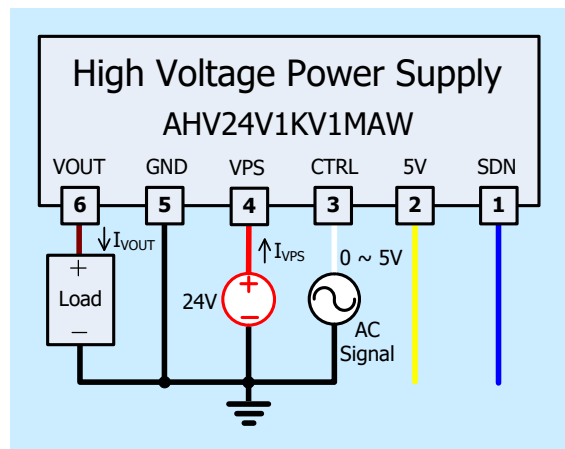 High Voltage Power Supply
AHV24V1KV1MAW
VOUT GND VPS CTRL 5V SDN
6 5 4 3 2 1
IVOUT IVPS 0 ~ 5V
+ +
Load 24V
− −
AC
Signal